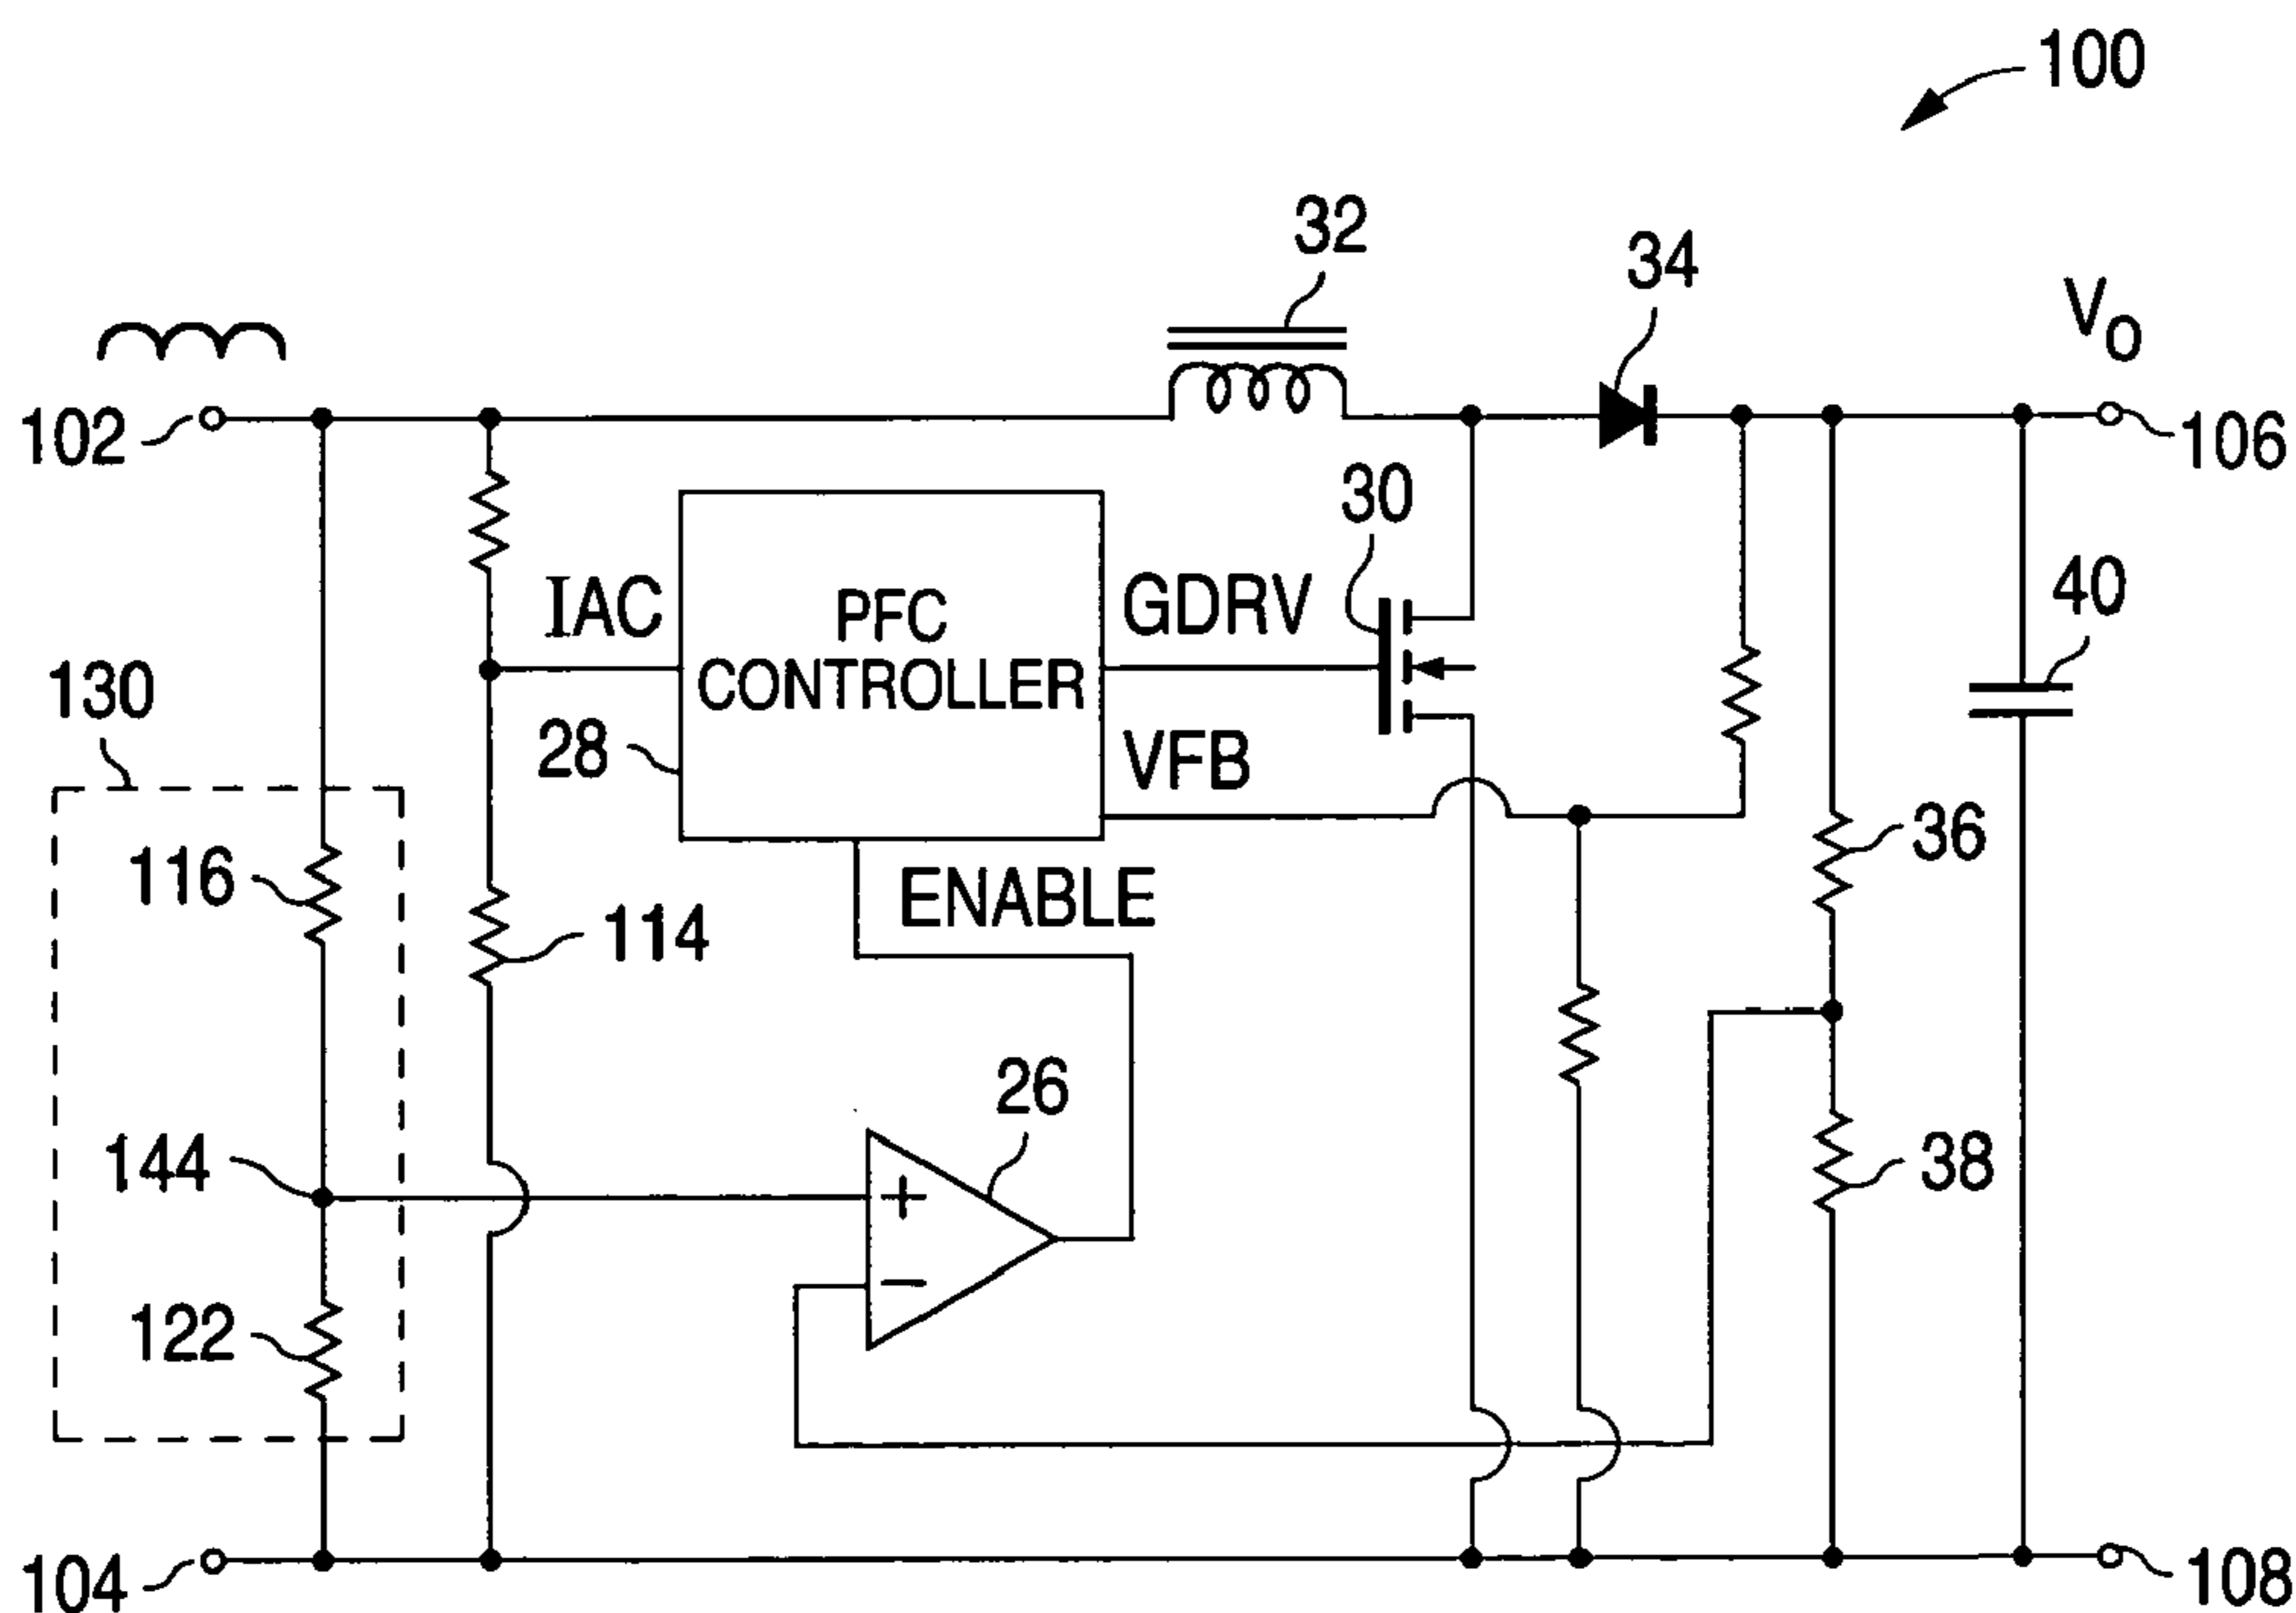 100
32
34
VO
102
106
30
IAC
PFC
CONTROLLER
GDRV
40
130
28
VFB
36
116
ENABLE
114
26
144
+
38
−
122
104
108